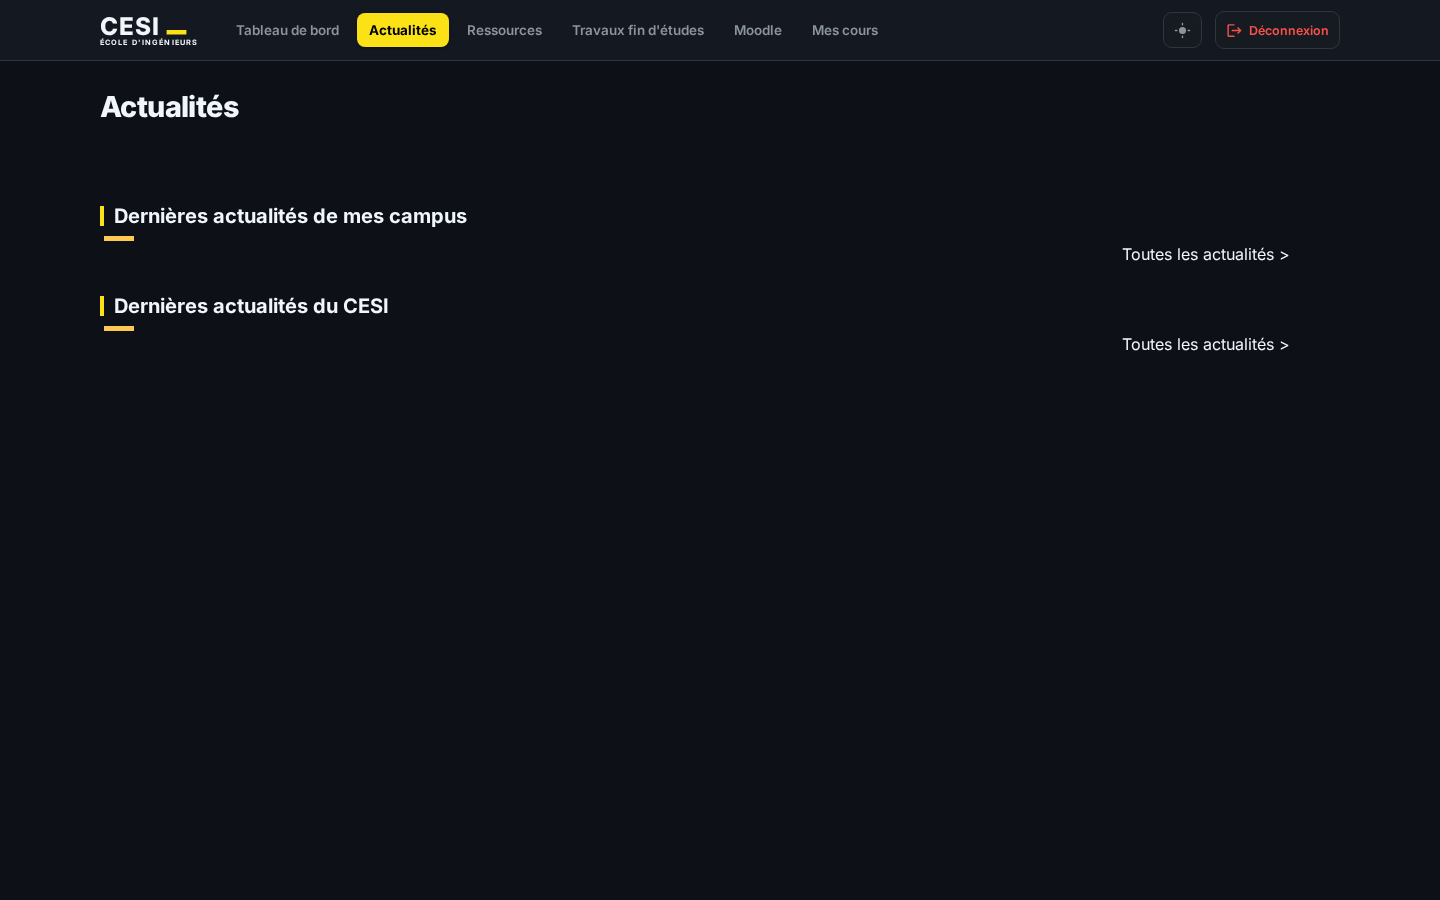 CESI
ÉCOLE D'INGÉNIEURS
Tableau de bord
Actualités
Ressources
Travaux fin d'études
Moodle
Mes cours
Déconnexion
Actualités
Dernières actualités de mes campus
Toutes les actualités >
Dernières actualités du CESI
Toutes les actualités >